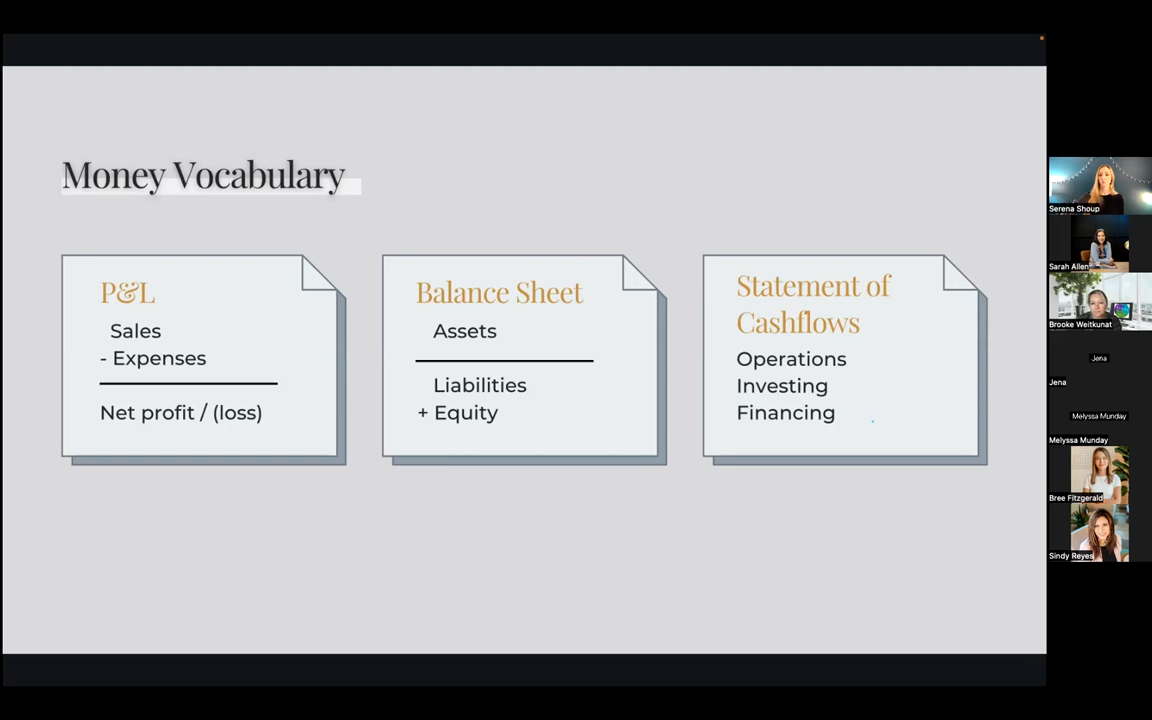 Money Vocabulary
P&L
Sales
- Expenses
Net profit / (loss)
Balance Sheet
Assets
Liabilities
+ Equity
Statement of
Cashflows
Operations
Investing
Financing
Serena Shoup
Sarah Allen
Brooke Weitkunat
Jena
Jena
Melyssa Munday
Melyssa Munday
Bree Fitzgerald
Sindy Reyes